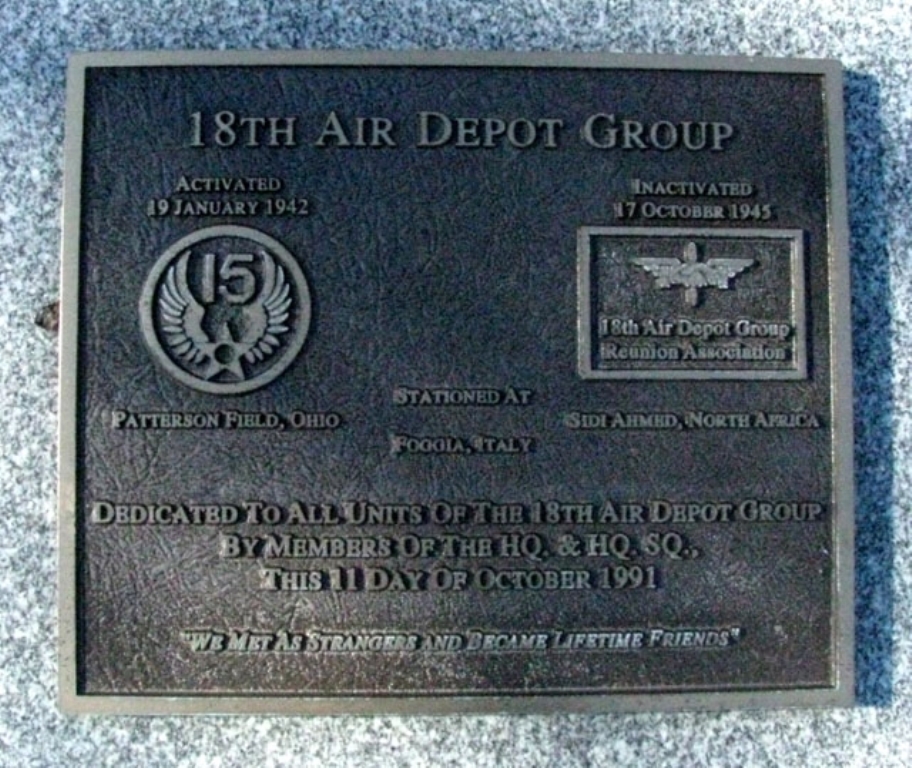 18TH AIR DEPOT GROUP
ACTIVATED
19 JANUARY 1942
INACTIVATED
17 OCTOBER 1945
15
18th Air Depot Group
Reunion Association
STATIONED AT
PATTERSON FIELD, OHIO
SIDI AHMED, NORTH AFRICA
FOGGIA, ITALY
DEDICATED TO ALL UNITS OF THE 18TH AIR DEPOT GROUP
BY MEMBERS OF THE HQ. & HQ. SQ.,
THIS 11 DAY OF OCTOBER 1991
"WE MET AS STRANGERS AND BECAME LIFETIME FRIENDS"